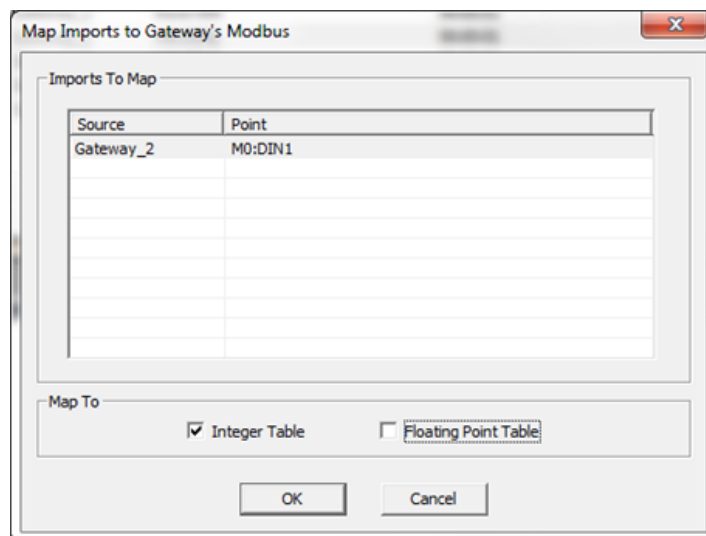 Map Imports to Gateway's Modbus
Imports To Map
Source Point
Gateway_2 M0:DIN1
Map To
Integer Table Floating Point Table
OK Cancel